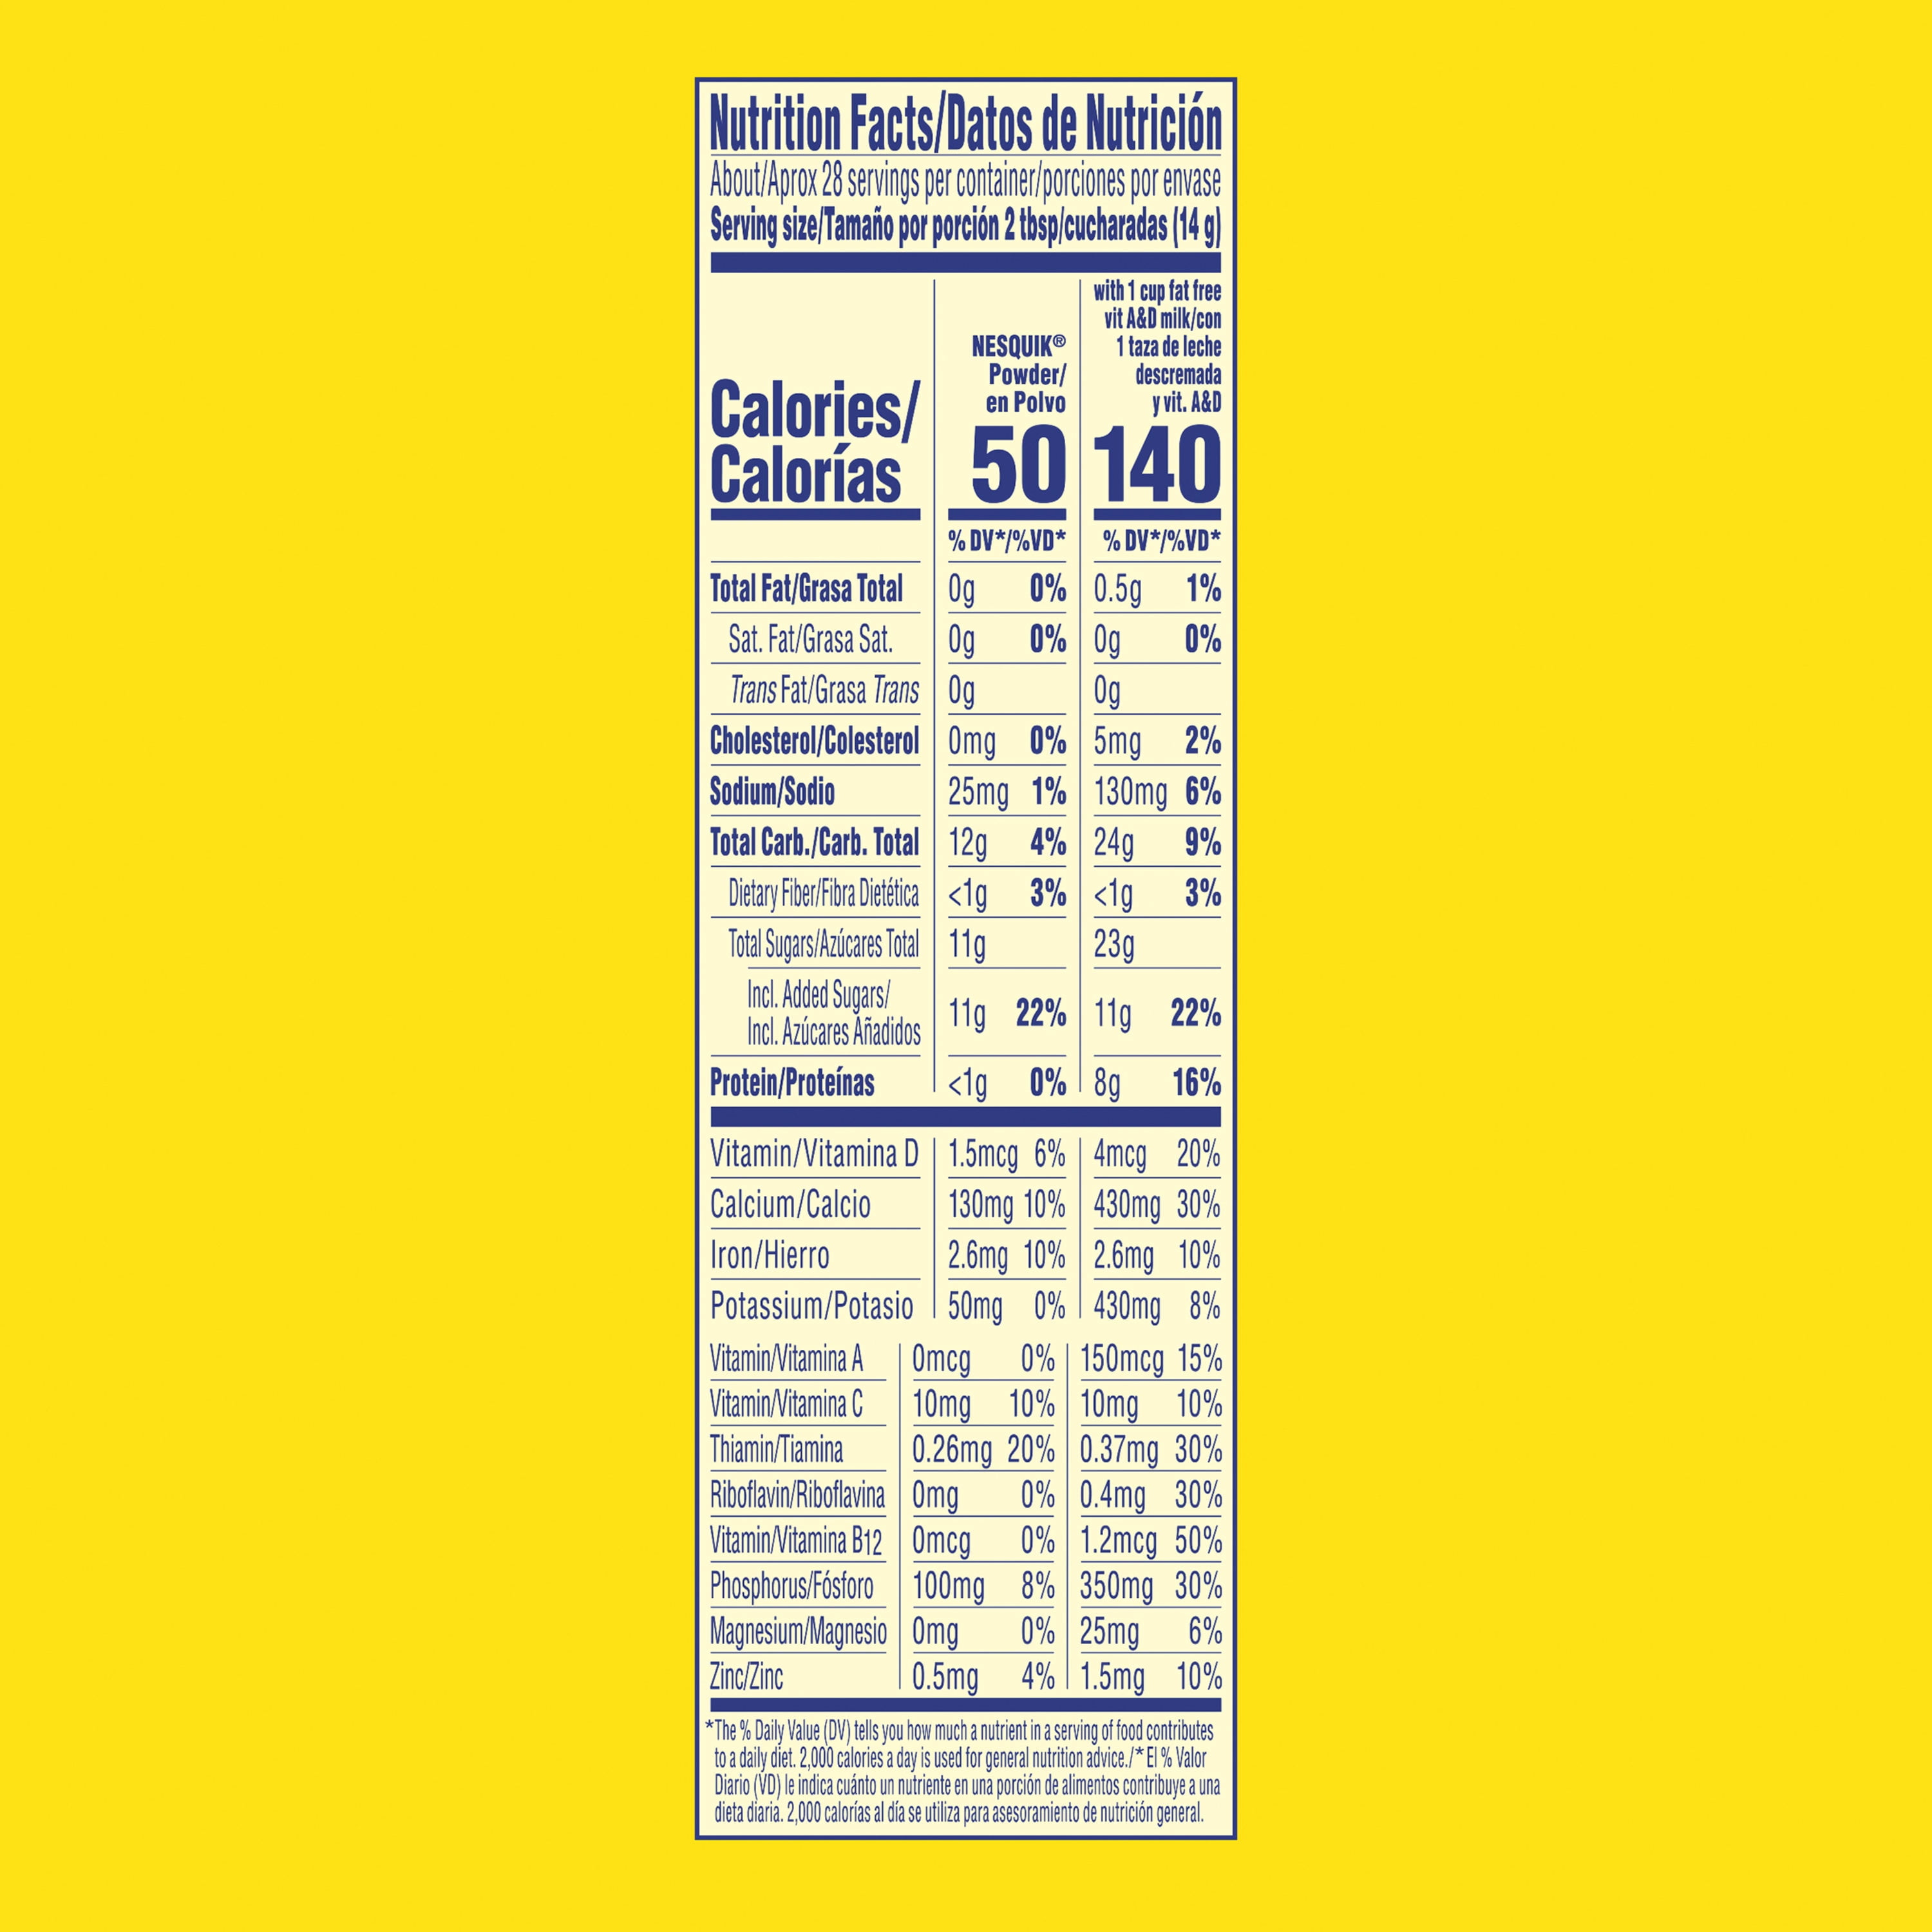 Nutrition Facts/Datos de Nutrición
About/Aprox 28 servings per container/porciones por envase
Serving size/Tamaño por porción 2 tbsp/cucharadas (14 g)
Calories/
Calorías
NESQUIK®
Powder/
en Polvo
50
with 1 cup fat free
vit A&D milk/con
1 taza de leche
descremada
y vit. A&D
140
% DV*/%VD* % DV*/%VD*
Total Fat/Grasa Total 0g 0% 0.5g 1%
Sat. Fat/Grasa Sat. 0g 0% 0g 0%
Trans Fat/Grasa Trans 0g 0g
Cholesterol/Colesterol 0mg 0% 5mg 2%
Sodium/Sodio 25mg 1% 130mg 6%
Total Carb./Carb. Total 12g 4% 24g 9%
Dietary Fiber/Fibra Dietética <1g 3% <1g 3%
Total Sugars/Azúcares Total 11g 23g
Incl. Added Sugars/
Incl. Azúcares Añadidos 11g 22% 11g 22%
Protein/Proteínas <1g 0% 8g 16%
Vitamin/Vitamina D 1.5mcg 6% 4mcg 20%
Calcium/Calcio 130mg 10% 430mg 30%
Iron/Hierro 2.6mg 10% 2.6mg 10%
Potassium/Potasio 50mg 0% 430mg 8%
Vitamin/Vitamina A 0mcg 0% 150mcg 15%
Vitamin/Vitamina C 10mg 10% 10mg 10%
Thiamin/Tiamina 0.26mg 20% 0.37mg 30%
Riboflavin/Riboflavina 0mg 0% 0.4mg 30%
Vitamin/Vitamina B12 0mcg 0% 1.2mcg 50%
Phosphorus/Fósforo 100mg 8% 350mg 30%
Magnesium/Magnesio 0mg 0% 25mg 6%
Zinc/Zinc 0.5mg 4% 1.5mg 10%
*The % Daily Value (DV) tells you how much a nutrient in a serving of food contributes
to a daily diet. 2,000 calories a day is used for general nutrition advice./* El % Valor
Diario (VD) le indica cuánto un nutriente en una porción de alimentos contribuye a una
dieta diaria. 2,000 calorías al día se utiliza para asesoramiento de nutrición general.